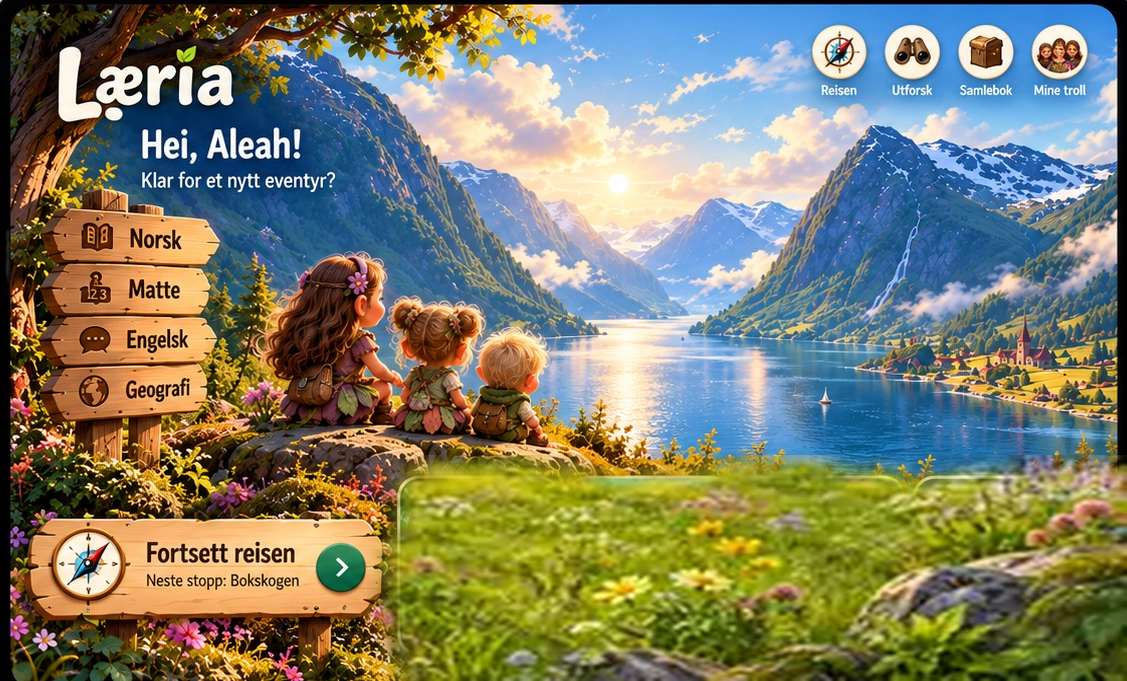 Læria
Hei, Aleah!
Klar for et nytt eventyr?
Reisen
Utforsk
Samlebok
Mine troll
Norsk
123
Matte
Engelsk
Geografi
Fortsett reisen
Neste stopp: Bokskogen